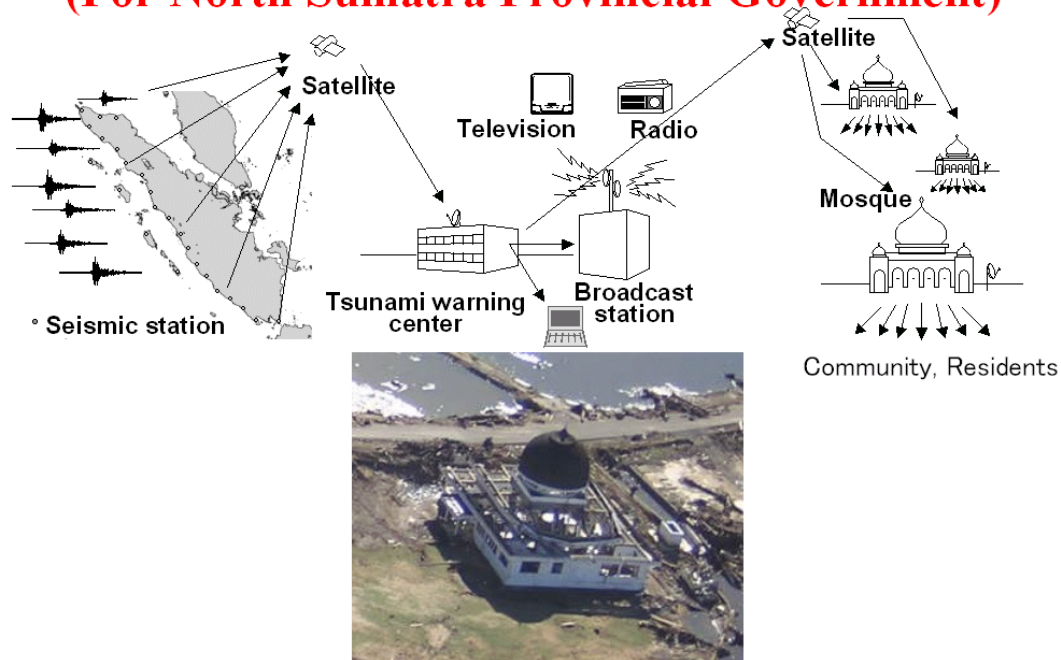 (For North Sumatra Provincial Government)
Satellite
Satellite
Television
Radio
Mosque
Tsunami warning
center
Broadcast
station
Seismic station
Community, Residents